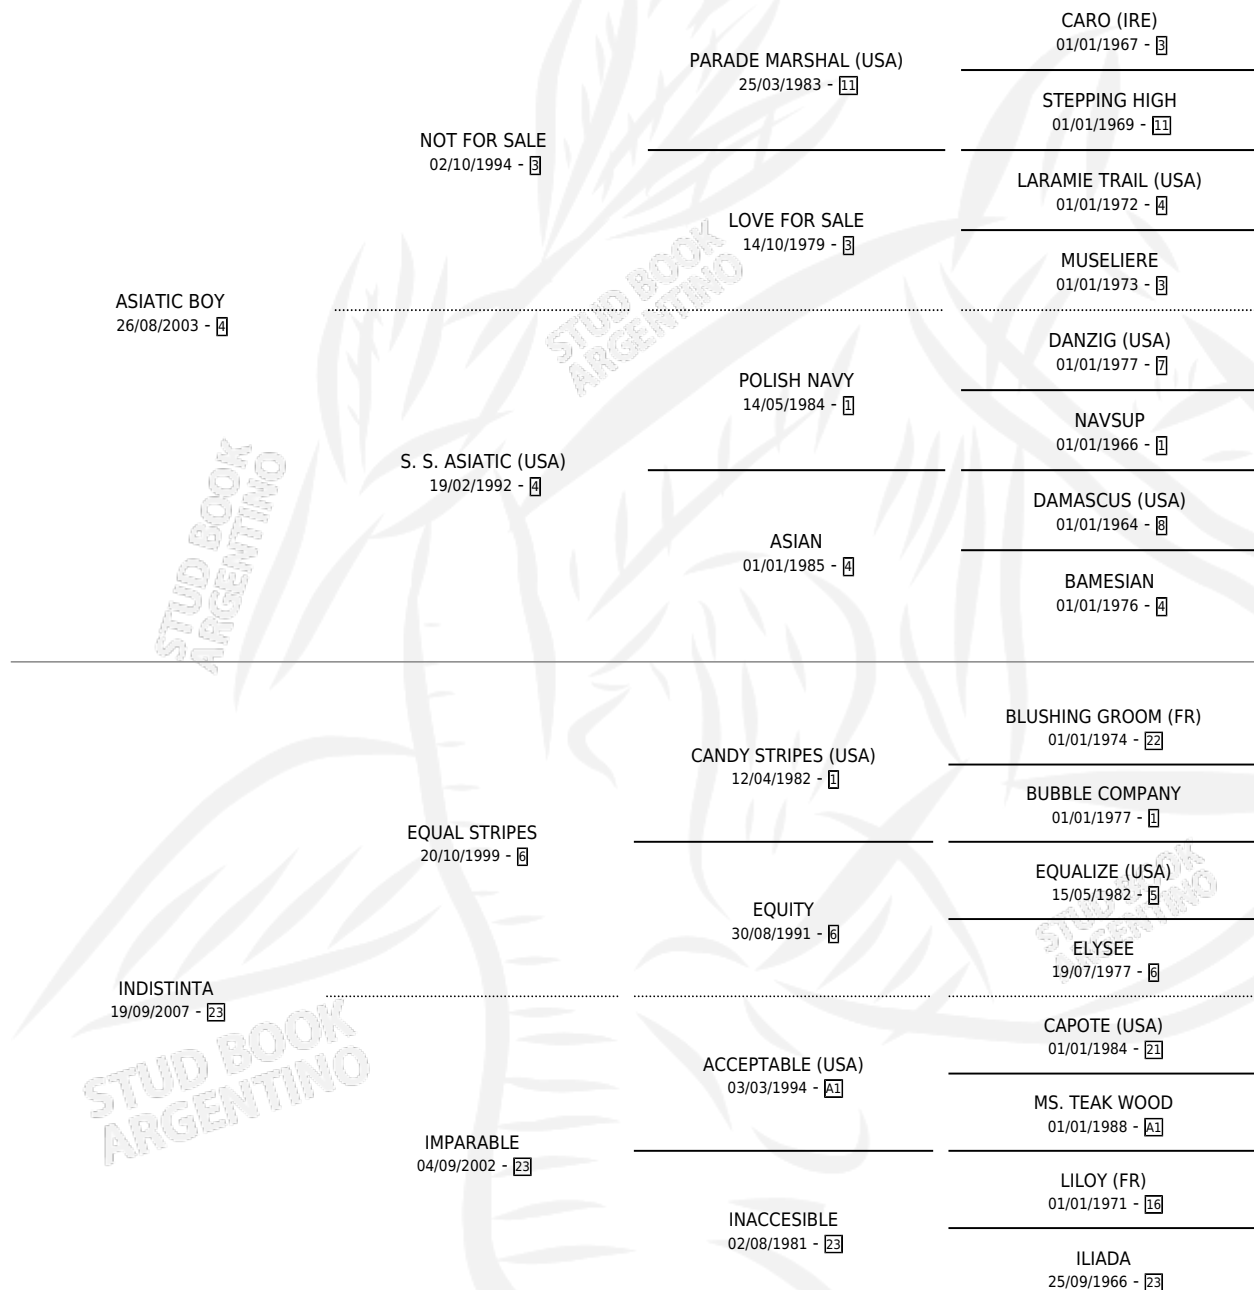 CARO (IRE)
01/01/1967 - 3
PARADE MARSHAL (USA)
25/03/1983 - 11
STEPPING HIGH
01/01/1969 - 11
NOT FOR SALE
02/10/1994 - 3
LARAMIE TRAIL (USA)
01/01/1972 - 4
LOVE FOR SALE
14/10/1979 - 3
MUSELIERE
01/01/1973 - 3
ASIATIC BOY
26/08/2003 - 4
DANZIG (USA)
01/01/1977 - 7
POLISH NAVY
14/05/1984 - 1
NAVSUP
01/01/1966 - 1
S. S. ASIATIC (USA)
19/02/1992 - 4
DAMASCUS (USA)
01/01/1964 - 8
ASIAN
01/01/1985 - 4
BAMESIAN
01/01/1976 - 4
BLUSHING GROOM (FR)
01/01/1974 - 22
CANDY STRIPES (USA)
12/04/1982 - 1
BUBBLE COMPANY
01/01/1977 - 1
EQUAL STRIPES
20/10/1999 - 6
EQUALIZE (USA)
15/05/1982 - 5
EQUITY
30/08/1991 - 6
ELYSEE
19/07/1977 - 6
INDISTINTA
19/09/2007 - 23
CAPOTE (USA)
01/01/1984 - 21
ACCEPTABLE (USA)
03/03/1994 - A1
MS. TEAK WOOD
01/01/1988 - A1
IMPARABLE
04/09/2002 - 23
LILOY (FR)
01/01/1971 - 16
INACCESIBLE
02/08/1981 - 23
ILIADA
25/09/1966 - 23
STUD BOOK
ARGENTINO
STUD BOOK
ARGENTINO
STUD BOOK
ARGENTINO
STUD BOOK
ARGENTINO